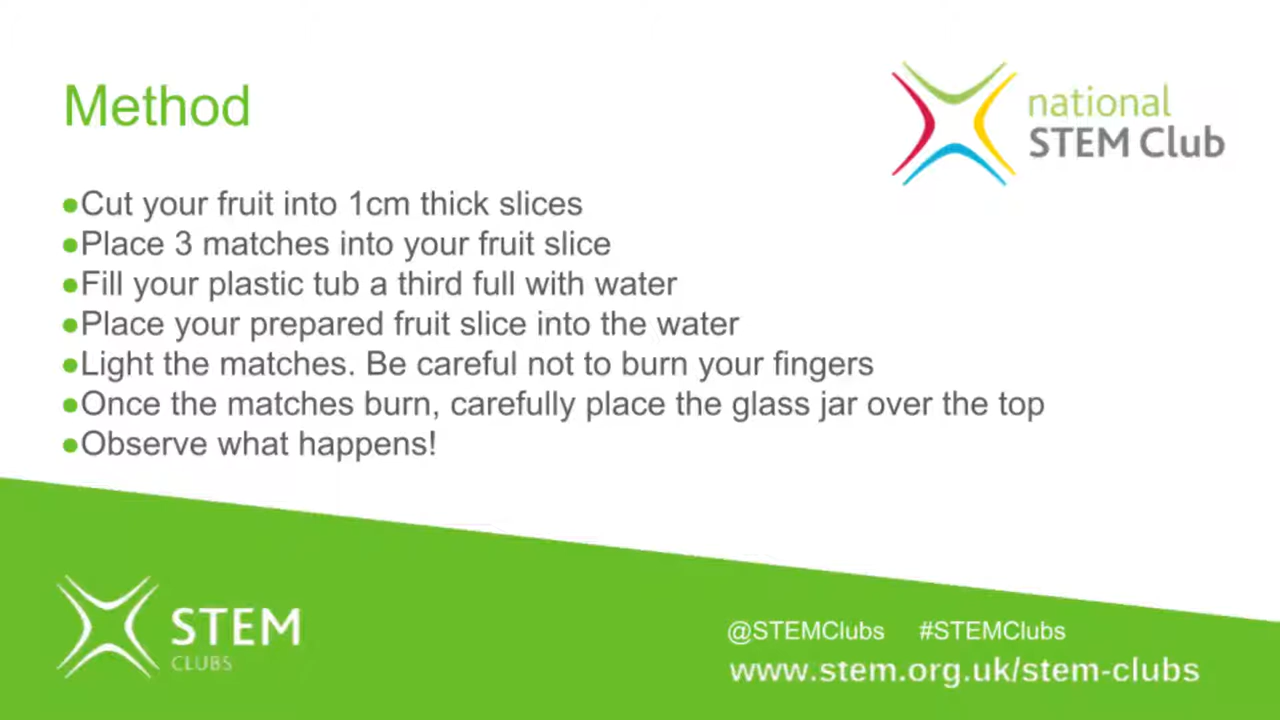 Method
national
STEM Club
●Cut your fruit into 1cm thick slices
●Place 3 matches into your fruit slice
●Fill your plastic tub a third full with water
●Place your prepared fruit slice into the water
●Light the matches. Be careful not to burn your fingers
●Once the matches burn, carefully place the glass jar over the top
●Observe what happens!
STEM
CLUBS
@STEMClubs #STEMClubs
www.stem.org.uk/stem-clubs